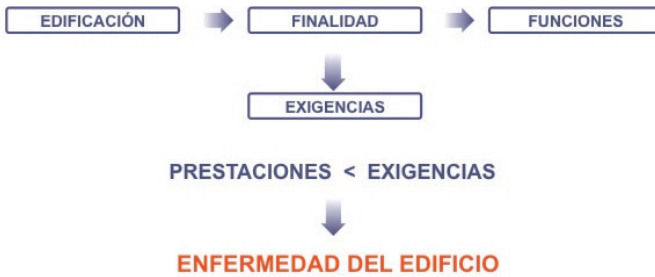 EDIFICACIÓN FINALIDAD FUNCIONES
EXIGENCIAS
PRESTACIONES < EXIGENCIAS
ENFERMEDAD DEL EDIFICIO